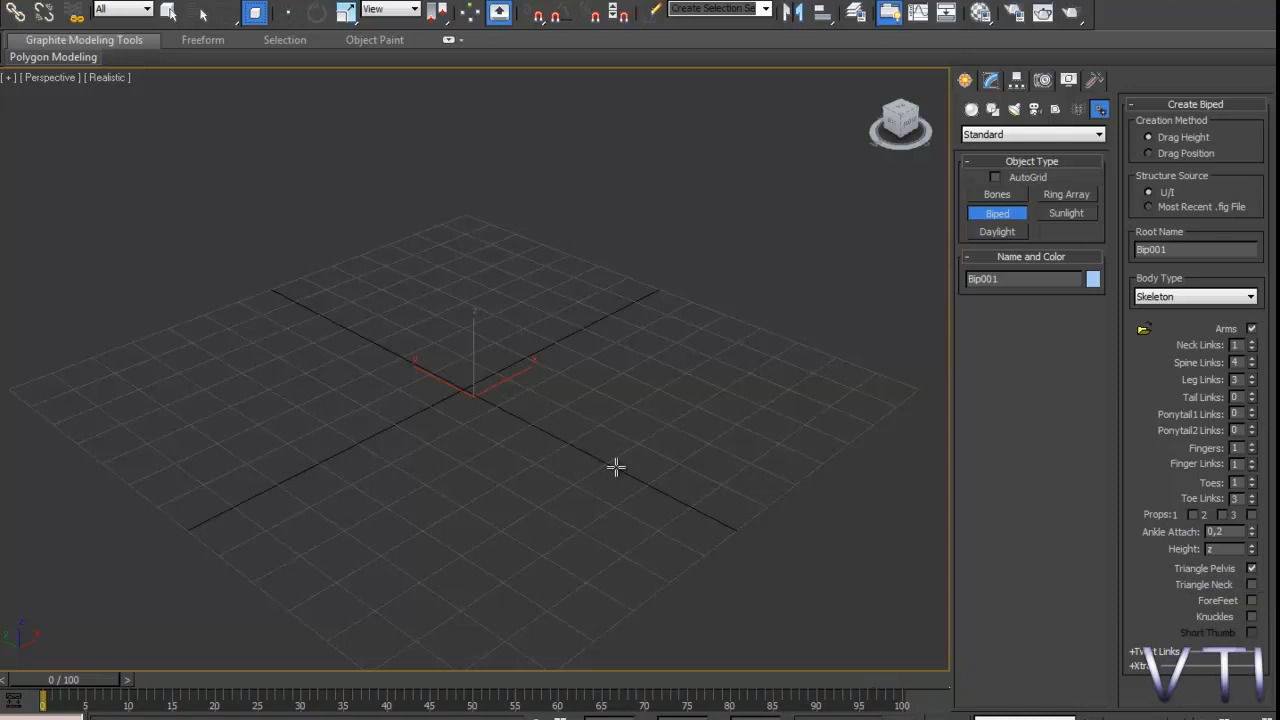 All
View
Create Selection Se
Graphite Modeling Tools
Freeform
Selection
Object Paint
Polygon Modeling
[ + ] [ Perspective ] [ Realistic ]
Standard
- Object Type
AutoGrid
Bones
Ring Array
Biped
Sunlight
Daylight
- Name and Color
Bip001
- Create Biped
Creation Method
Drag Height
Drag Position
Structure Source
U/I
Most Recent .fig File
Root Name
Bip001
Body Type
Skeleton
Arms
Neck Links: 1
Spine Links: 4
Leg Links: 3
Tail Links: 0
Ponytail1 Links: 0
Ponytail2 Links: 0
Fingers: 1
Finger Links: 1
Toes: 1
Toe Links: 3
Props: 1 2 3
Ankle Attach: 0,2
Height: z
Triangle Pelvis
Triangle Neck
ForeFeet
Knuckles
Short Thumb
VTI
z
x
y
< 0 / 100 >
0 5 10 15 20 25 30 35 40 45 50 55 60 65 70 75 80 85 90 95 100